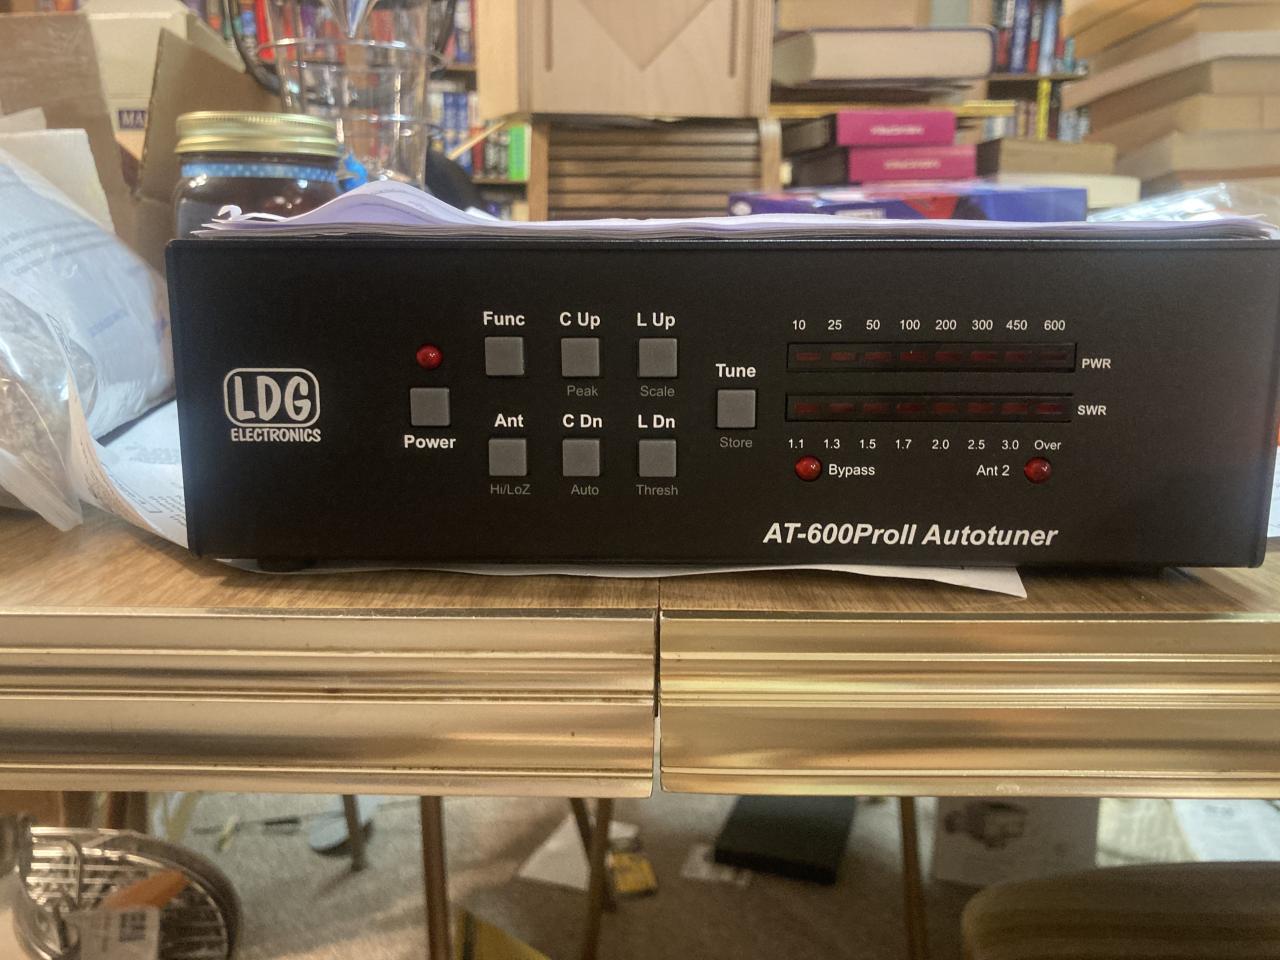 Func C Up L Up
Peak Scale
10 25 50 100 200 300 450 600
PWR
Tune
LDG
ELECTRONICS
Power
Ant C Dn L Dn
Hi/LoZ Auto Thresh
Store
SWR
1.1 1.3 1.5 1.7 2.0 2.5 3.0 Over
Bypass Ant 2
AT-600ProII Autotuner